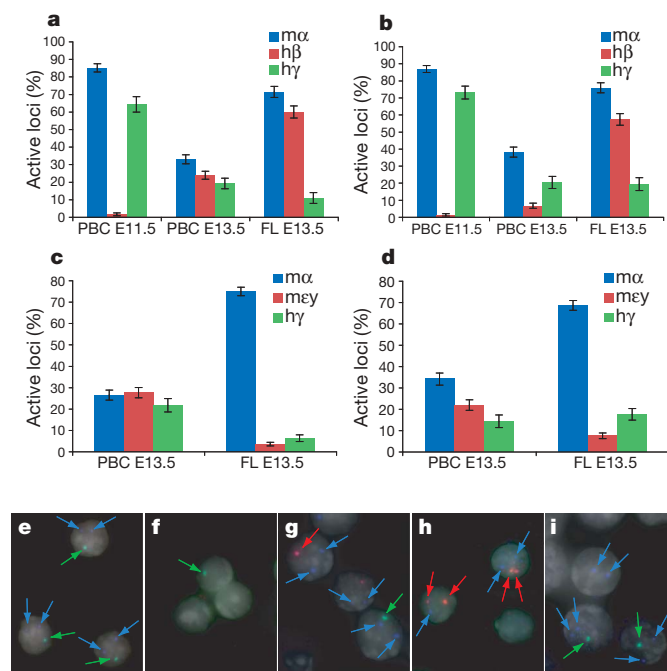 a
Active loci (%)
100
90
80
70
60
50
40
30
20
10
0
mα
hβ
hγ
PBC E11.5
PBC E13.5
FL E13.5
b
Active loci (%)
100
90
80
70
60
50
40
30
20
10
0
mα
hβ
hγ
PBC E11.5
PBC E13.5
FL E13.5
c
Active loci (%)
80
70
60
50
40
30
20
10
0
mα
mεy
hγ
PBC E13.5
FL E13.5
d
Active loci (%)
80
70
60
50
40
30
20
10
0
mα
mεy
hγ
PBC E13.5
FL E13.5
e
f
g
h
i